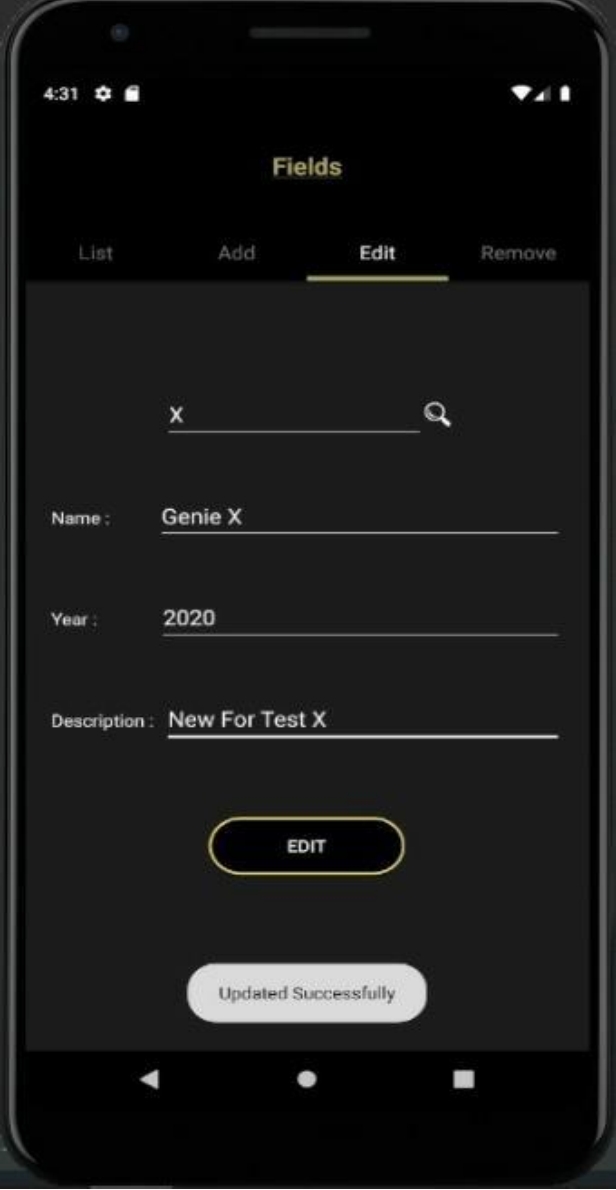 4:31
Fields
List Add Edit Remove
X
Name : Genie X
Year : 2020
Description : New For Test X
EDIT
Updated Successfully